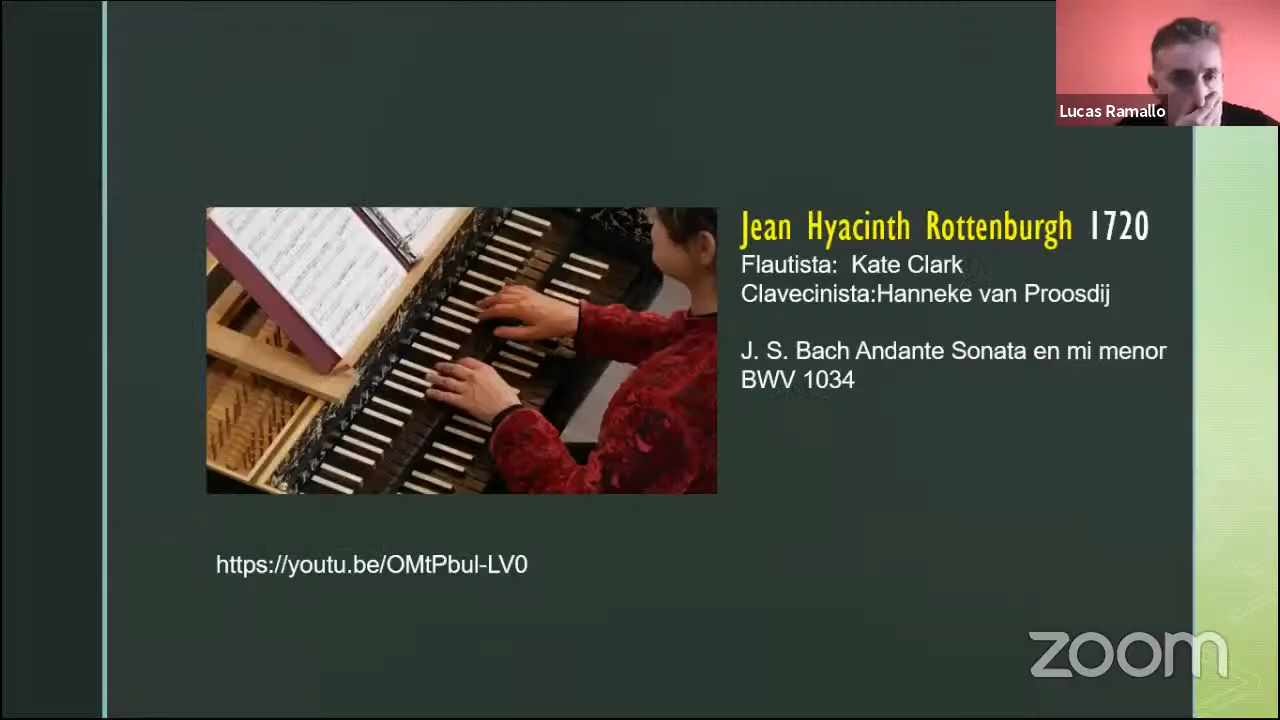 Lucas Ramallo
Jean Hyacinth Rottenburgh 1720
Flautista: Kate Clark
Clavecinista:Hanneke van Proosdij
J. S. Bach Andante Sonata en mi menor
BWV 1034
https://youtu.be/OMtPbul-LV0
zoom